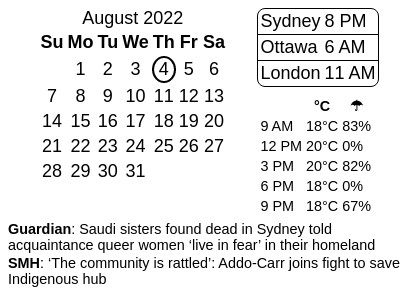 August 2022
Su Mo Tu We Th Fr Sa
1 2 3 4 5 6
7 8 9 10 11 12 13
14 15 16 17 18 19 20
21 22 23 24 25 26 27
28 29 30 31
Sydney 8 PM
Ottawa 6 AM
London 11 AM
°C ☂
9 AM 18°C 83%
12 PM 20°C 0%
3 PM 20°C 82%
6 PM 18°C 0%
9 PM 18°C 67%
Guardian: Saudi sisters found dead in Sydney told
acquaintance queer women ‘live in fear’ in their homeland
SMH: ‘The community is rattled’: Addo-Carr joins fight to save
Indigenous hub